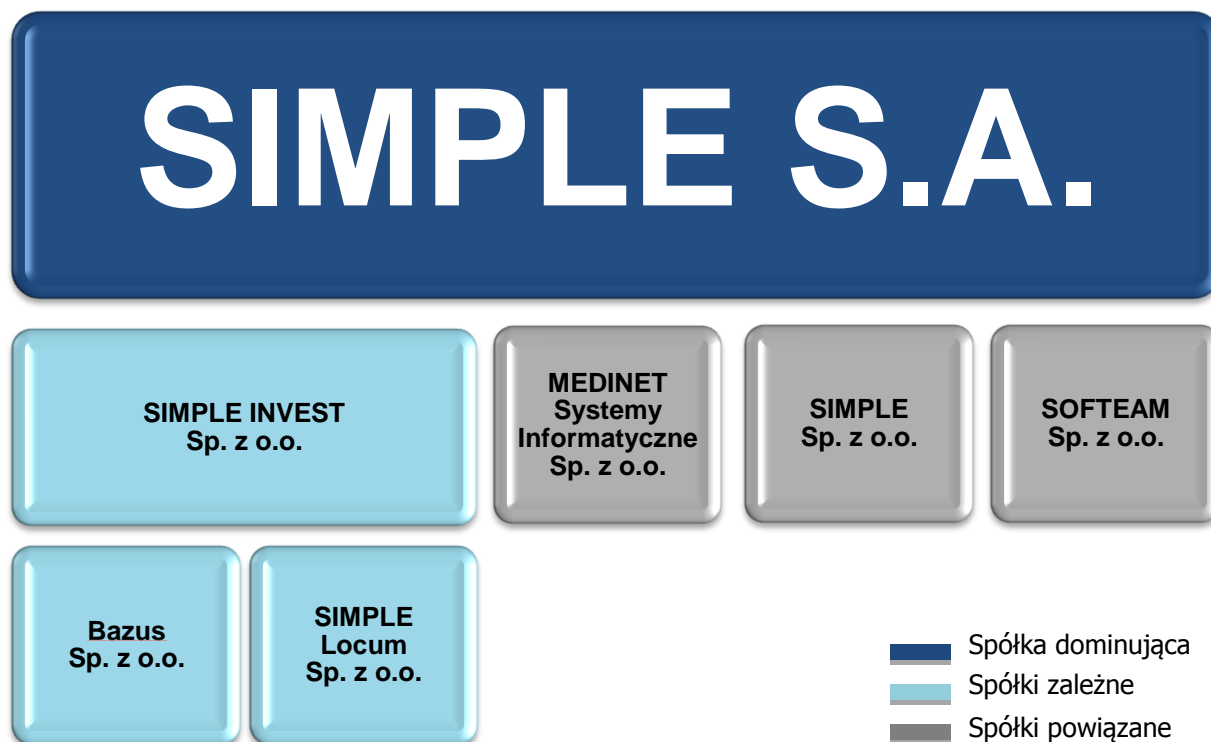 SIMPLE S.A.
SIMPLE INVEST
Sp. z o.o.
MEDINET
Systemy
Informatyczne
Sp. z o.o.
SIMPLE
Sp. z o.o.
SOFTEAM
Sp. z o.o.
Bazus
Sp. z o.o.
SIMPLE
Locum
Sp. z o.o.
Spółka dominująca
Spółki zależne
Spółki powiązane